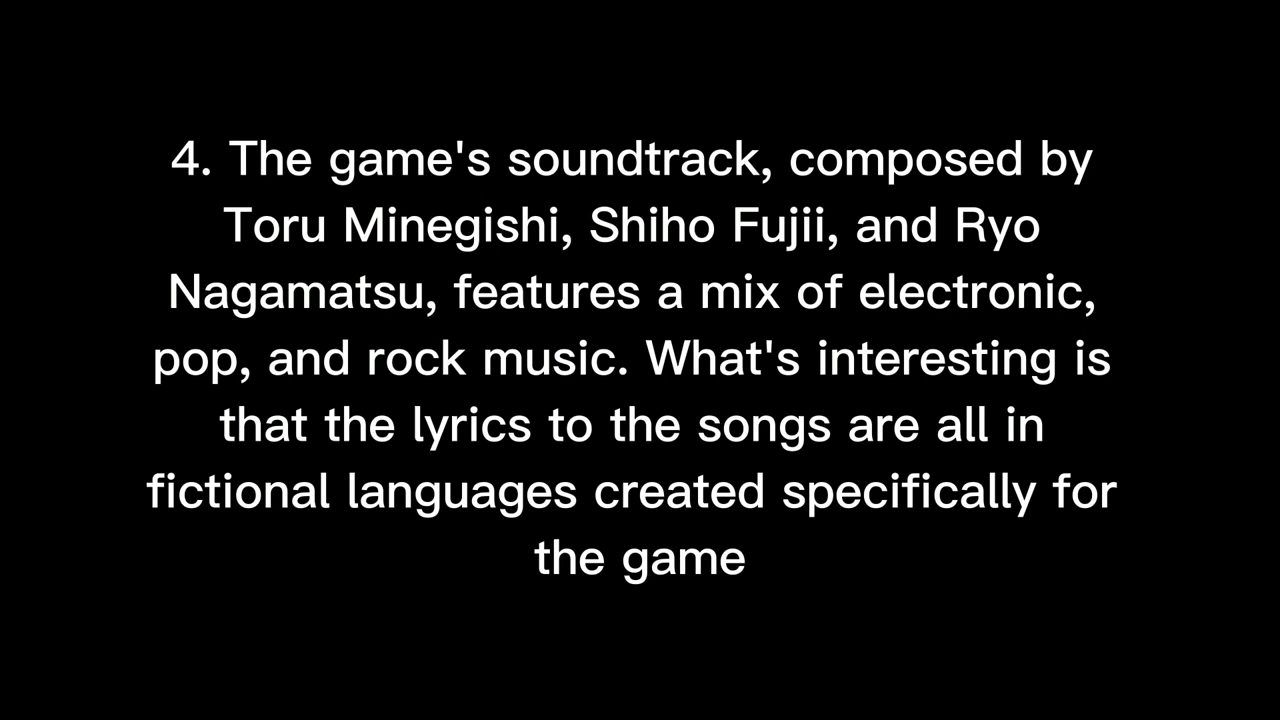 4. The game's soundtrack, composed by
Toru Minegishi, Shiho Fujii, and Ryo
Nagamatsu, features a mix of electronic,
pop, and rock music. What's interesting is
that the lyrics to the songs are all in
fictional languages created specifically for
the game